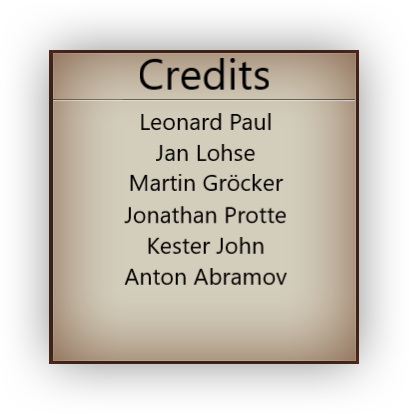 Credits
Leonard Paul
Jan Lohse
Martin Gröcker
Jonathan Protte
Kester John
Anton Abramov